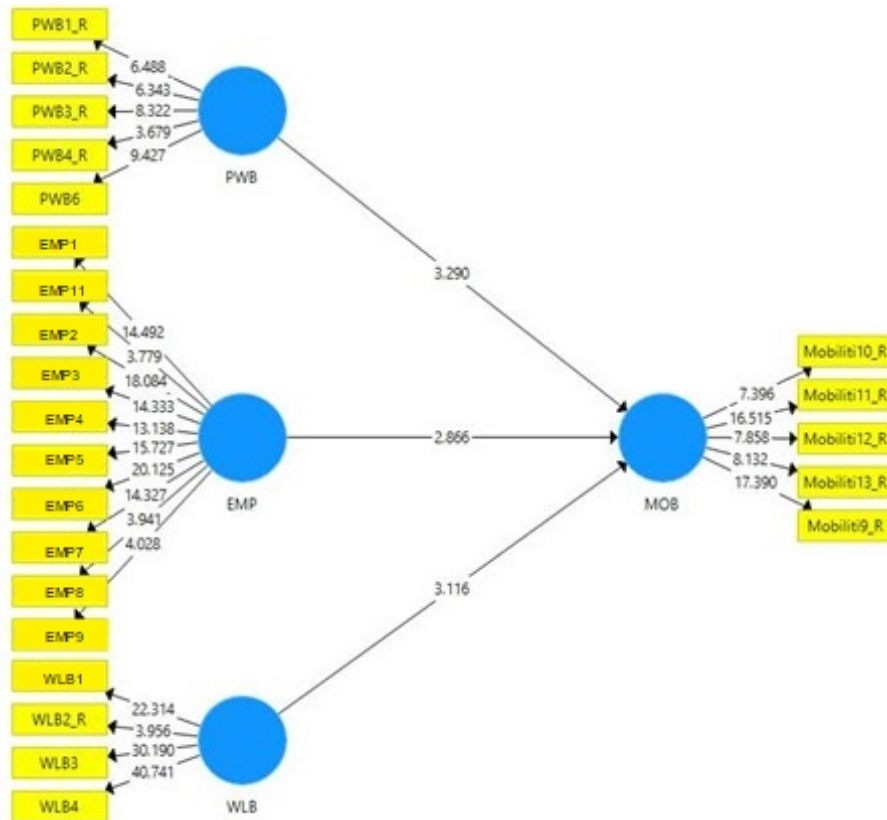 PWB1_R
PWB2_R
PWB3_R
PWB4_R
PWB6
6.488
6.343
8.322
3.679
9.427
PWB
EMP1
EMP11
EMP2
EMP3
EMP4
EMP5
EMP6
EMP7
EMP8
EMP9
14.492
3.779
18.084
14.333
13.138
15.727
20.125
14.327
3.941
4.028
EMP
WLB1
WLB2_R
WLB3
WLB4
22.314
3.956
30.190
40.741
WLB
3.290
2.866
3.116
MOB
7.396
16.515
7.858
8.132
17.390
Mobiliti10_R
Mobiliti11_R
Mobiliti12_R
Mobiliti13_R
Mobiliti9_R